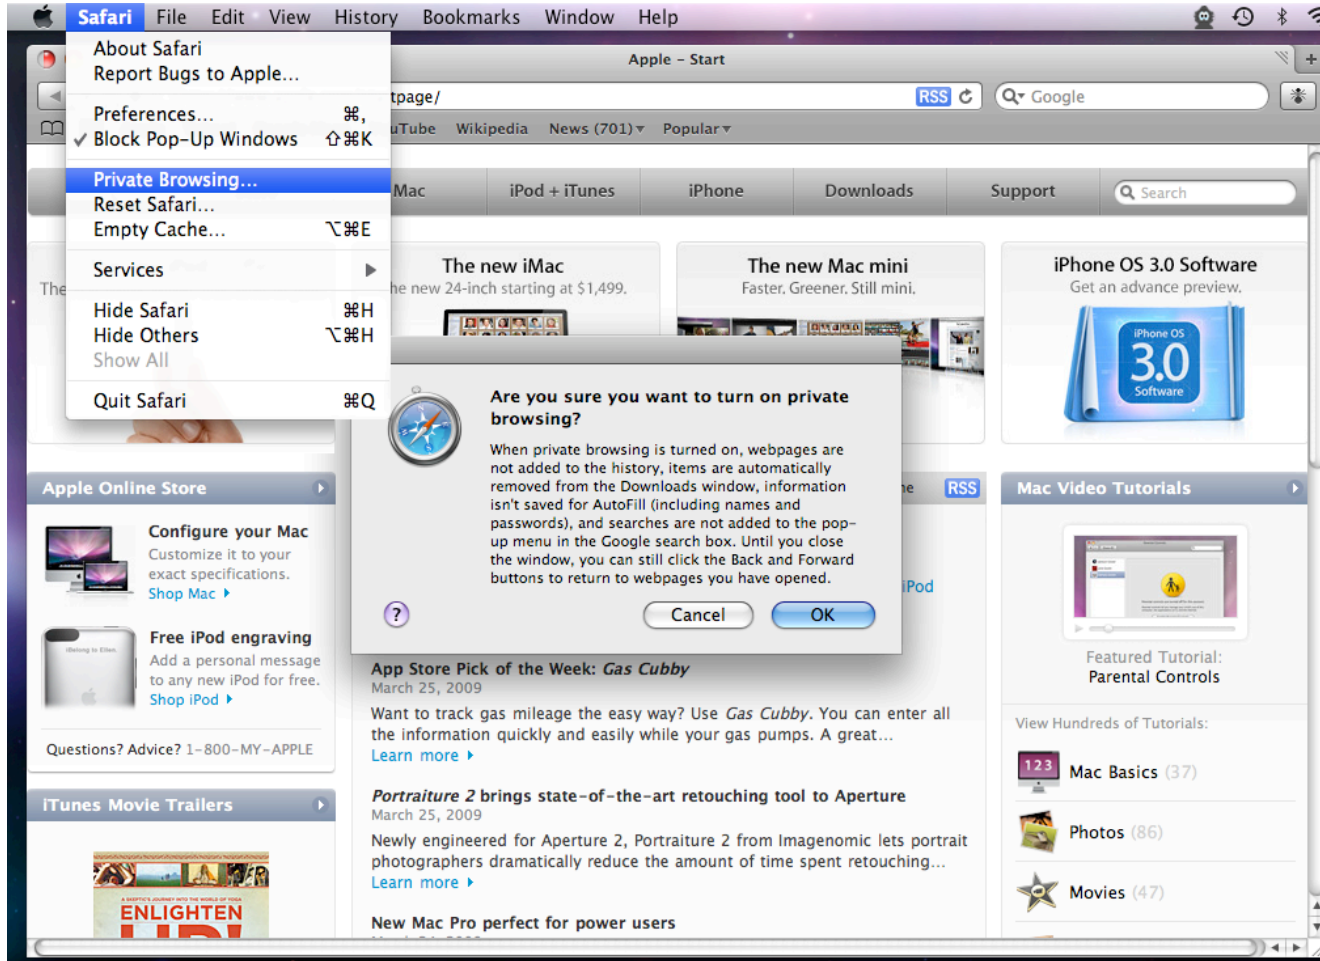 Safari File Edit View History Bookmarks Window Help
About Safari
Report Bugs to Apple...
Preferences... ⌘,
✓ Block Pop-Up Windows ⇧⌘K
Private Browsing...
Reset Safari...
Empty Cache... ⌥⌘E
Services ▶
Hide Safari ⌘H
Hide Others ⌥⌘H
Show All
Quit Safari ⌘Q
Apple – Start
tpage/ RSS
Google
uTube Wikipedia News (701) ▾ Popular ▾
Mac iPod + iTunes iPhone Downloads Support Search
The
The new iMac
he new 24-inch starting at $1,499.
The new Mac mini
Faster. Greener. Still mini.
iPhone OS 3.0 Software
Get an advance preview.
iPhone OS
3.0
Software
Are you sure you want to turn on private
browsing?
When private browsing is turned on, webpages are
not added to the history, items are automatically
removed from the Downloads window, information
isn't saved for AutoFill (including names and
passwords), and searches are not added to the pop-
up menu in the Google search box. Until you close
the window, you can still click the Back and Forward
buttons to return to webpages you have opened.
? Cancel OK
Apple Online Store
Configure your Mac
Customize it to your
exact specifications.
Shop Mac ▸
iBelong to Ellen.
Free iPod engraving
Add a personal message
to any new iPod for free.
Shop iPod ▸
Questions? Advice? 1-800-MY-APPLE
iTunes Movie Trailers
A SKEPTIC'S JOURNEY INTO THE WORLD OF YOGA
ENLIGHTEN
UP!
ne RSS
iPod
App Store Pick of the Week: Gas Cubby
March 25, 2009
Want to track gas mileage the easy way? Use Gas Cubby. You can enter all
the information quickly and easily while your gas pumps. A great...
Learn more ▸
Portraiture 2 brings state-of-the-art retouching tool to Aperture
March 25, 2009
Newly engineered for Aperture 2, Portraiture 2 from Imagenomic lets portrait
photographers dramatically reduce the amount of time spent retouching...
Learn more ▸
New Mac Pro perfect for power users
Mac Video Tutorials
Featured Tutorial:
Parental Controls
View Hundreds of Tutorials:
123
Mac Basics (37)
Photos (86)
Movies (47)